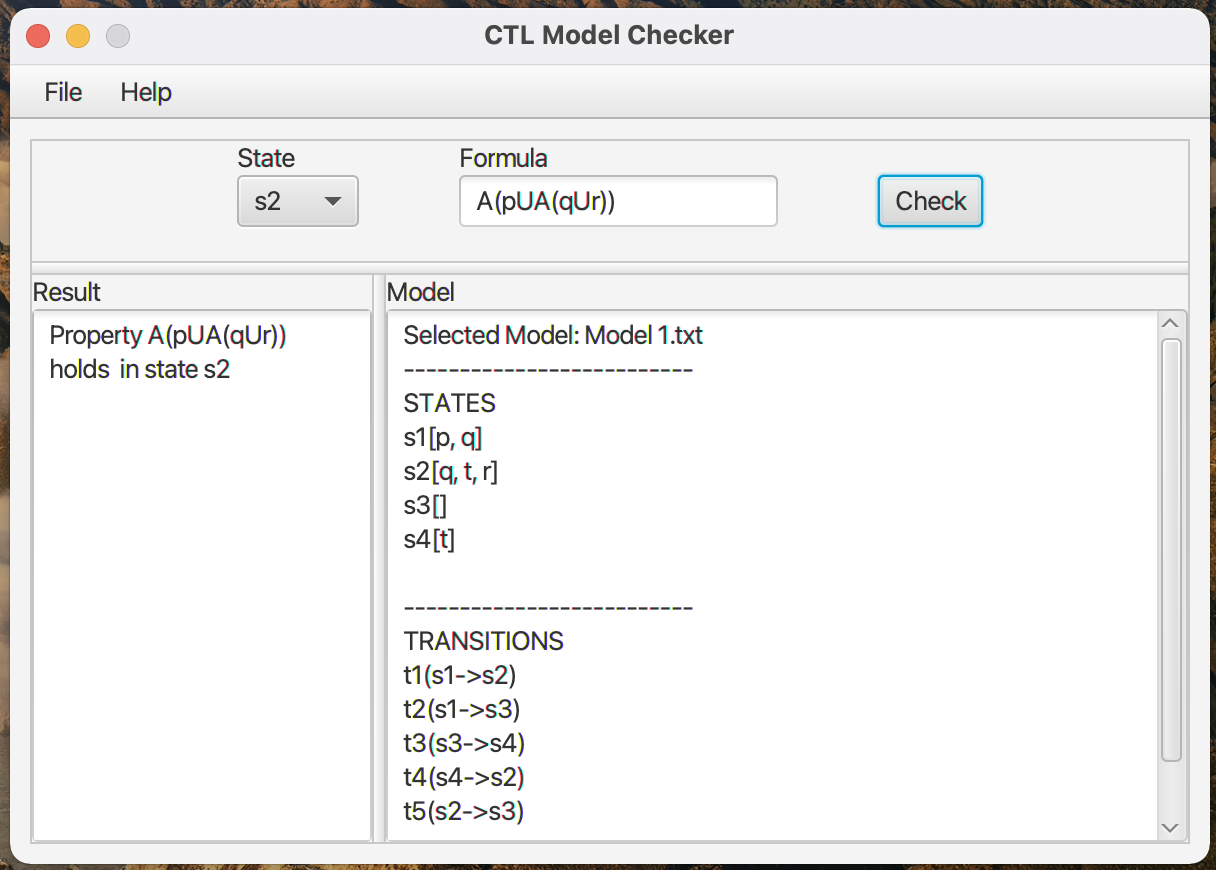 CTL Model Checker
File Help
State Formula
s2 A(pUA(qUr)) Check
Result
Property A(pUA(qUr))
holds  in state s2
Model
Selected Model: Model 1.txt
--------------------------
STATES
s1[p, q]
s2[q, t, r]
s3[]
s4[t]
--------------------------
TRANSITIONS
t1(s1->s2)
t2(s1->s3)
t3(s3->s4)
t4(s4->s2)
t5(s2->s3)